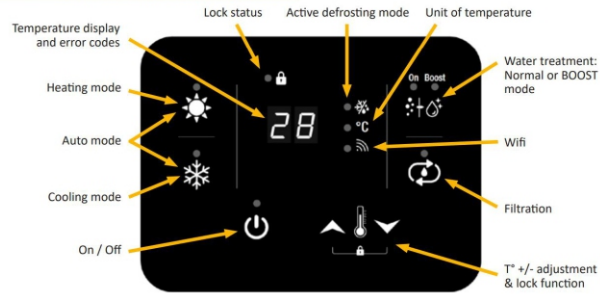 Lock status
Active defrosting mode
Unit of temperature
Temperature display
and error codes
Heating mode
On Boost
Water treatment:
Normal or BOOST
mode
28
°C
Auto mode
Wifi
Cooling mode
Filtration
On / Off
T° +/- adjustment
& lock function